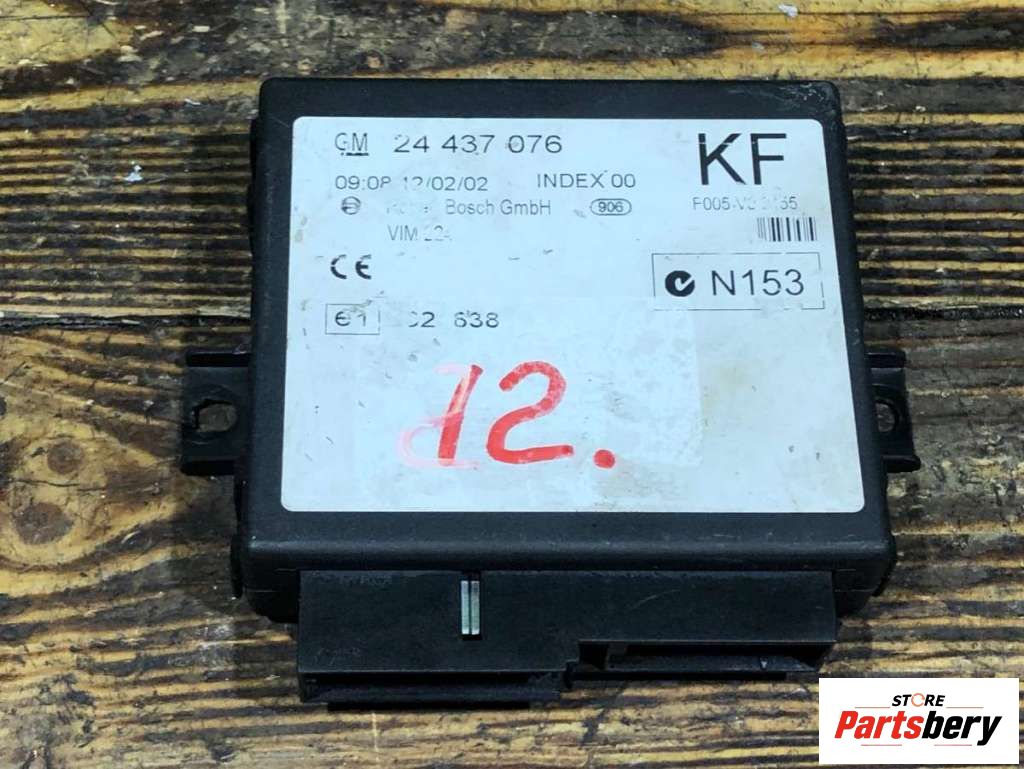 GM 24 437 076 KF
09:08 12/02/02 INDEX 00
Bosch GmbH 906
VIM
CE N153
e1 638
12.
STORE
Partsbery